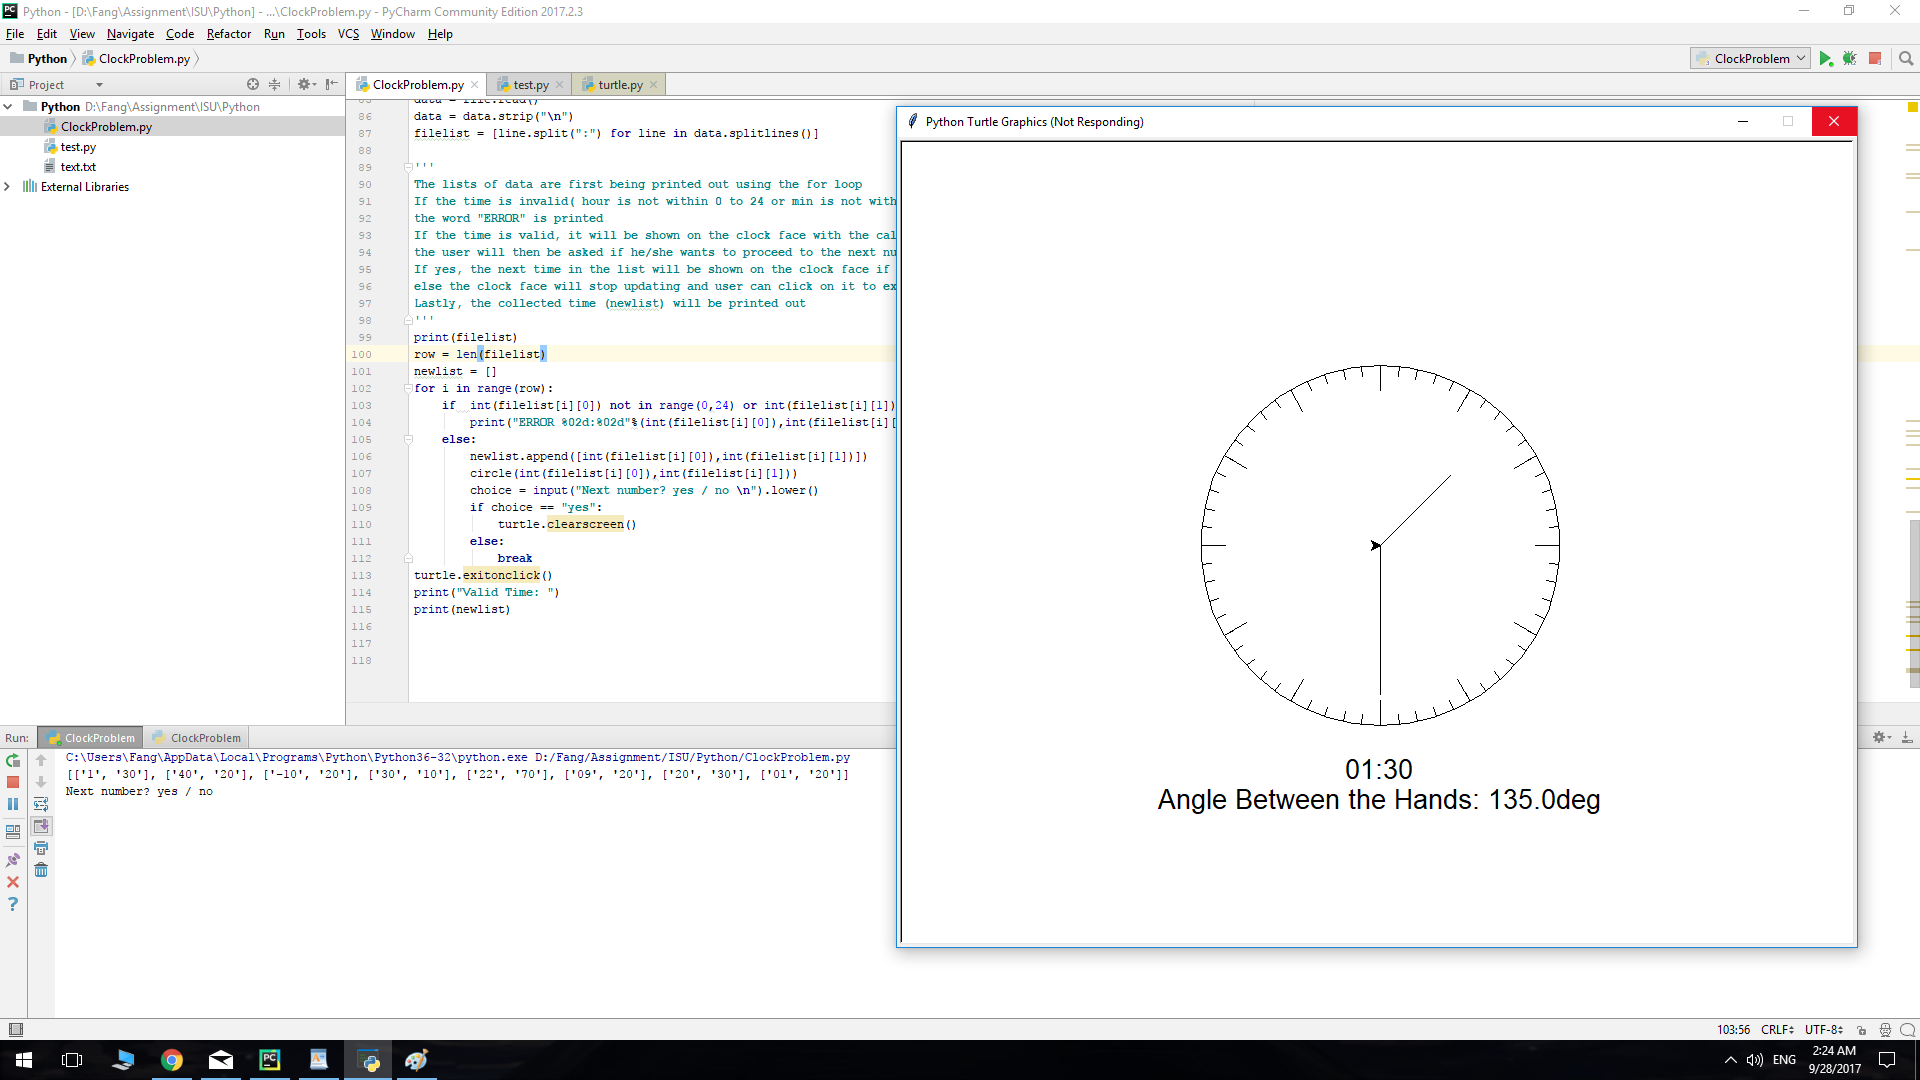 Python - [D:\Fang\Assignment\ISU\Python] - ...\ClockProblem.py - PyCharm Community Edition 2017.2.3
File Edit View Navigate Code Refactor Run Tools VCS Window Help
Python ClockProblem.py ClockProblem
Project ClockProblem.py test.py turtle.py
Python D:\Fang\Assignment\ISU\Python
ClockProblem.py
test.py
text.txt
External Libraries
86 data = data.strip("\n")
87 filelist = [line.split(":") for line in data.splitlines()]
88
89 '''
90 The lists of data are first being printed out using the for loop
91 If the time is invalid( hour is not within 0 to 24 or min is not with
92 the word "ERROR" is printed
93 If the time is valid, it will be shown on the clock face with the cal
94 the user will then be asked if he/she wants to proceed to the next nu
95 If yes, the next time in the list will be shown on the clock face if
96 else the clock face will stop updating and user can click on it to ex
97 Lastly, the collected time (newlist) will be printed out
98 '''
99 print(filelist)
100 row = len(filelist)
101 newlist = []
102 for i in range(row):
103 if int(filelist[i][0]) not in range(0,24) or int(filelist[i][1])
104 print("ERROR %02d:%02d"%(int(filelist[i][0]),int(filelist[i][
105 else:
106 newlist.append([int(filelist[i][0]),int(filelist[i][1])])
107 circle(int(filelist[i][0]),int(filelist[i][1]))
108 choice = input("Next number? yes / no \n").lower()
109 if choice == "yes":
110 turtle.clearscreen()
111 else:
112 break
113 turtle.exitonclick()
114 print("Valid Time: ")
115 print(newlist)
116
117
118
Python Turtle Graphics (Not Responding)
01:30
Angle Between the Hands: 135.0deg
Run: ClockProblem ClockProblem
C:\Users\Fang\AppData\Local\Programs\Python\Python36-32\python.exe D:/Fang/Assignment/ISU/Python/ClockProblem.py
[['1', '30'], ['40', '20'], ['-10', '20'], ['30', '10'], ['22', '70'], ['09', '20'], ['20', '30'], ['01', '20']]
Next number? yes / no
103:56 CRLF UTF-8
ENG
2:24 AM
9/28/2017